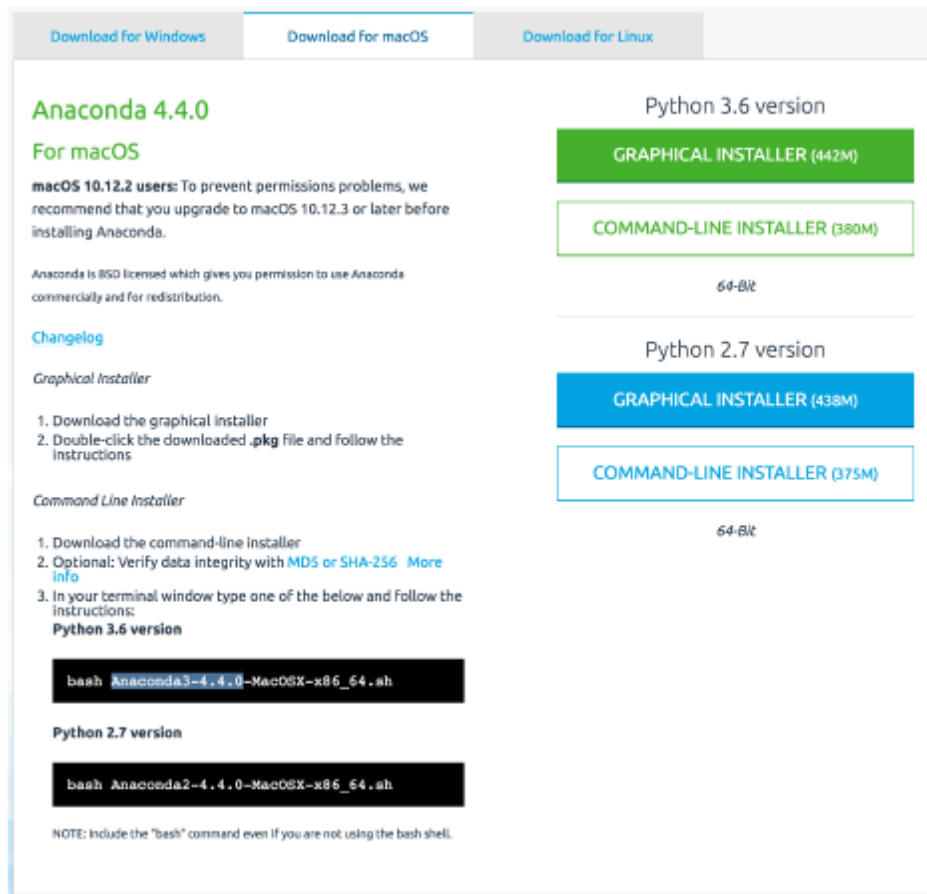 Download for Windows
Download for macOS
Download for Linux
Anaconda 4.4.0
For macOS
macOS 10.12.2 users: To prevent permissions problems, we
recommend that you upgrade to macOS 10.12.3 or later before
installing Anaconda.
Anaconda is BSD licensed which gives you permission to use Anaconda
commercially and for redistribution.
Changelog
Graphical Installer
1. Download the graphical installer
2. Double-click the downloaded .pkg file and follow the
instructions
Command Line Installer
1. Download the command-line installer
2. Optional: Verify data integrity with MD5 or SHA-256 More
info
3. In your terminal window type one of the below and follow the
instructions:
Python 3.6 version
bash Anaconda3-4.4.0-MacOSX-x86_64.sh
Python 2.7 version
bash Anaconda2-4.4.0-MacOSX-x86_64.sh
NOTE: Include the "bash" command even if you are not using the bash shell.
Python 3.6 version
GRAPHICAL INSTALLER (442M)
COMMAND-LINE INSTALLER (380M)
64-Bit
Python 2.7 version
GRAPHICAL INSTALLER (438M)
COMMAND-LINE INSTALLER (375M)
64-Bit